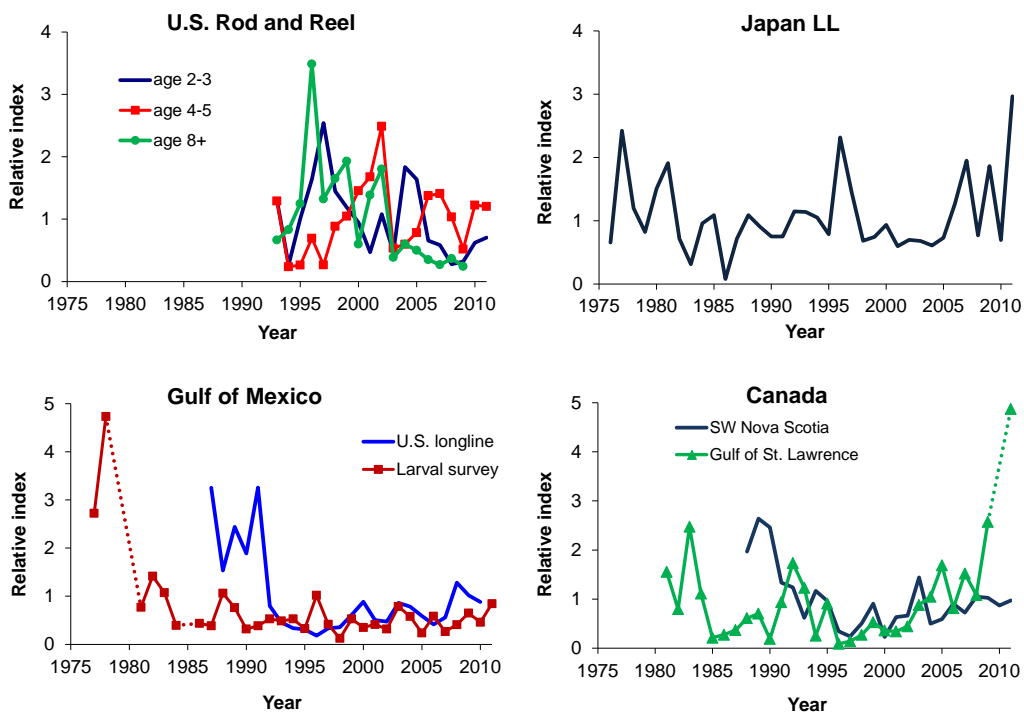 U.S. Rod and Reel
Relative index
4
3
2
1
0
age 2-3
age 4-5
age 8+
1975 1980 1985 1990 1995 2000 2005 2010
Year
Japan LL
Relative index
4
3
2
1
0
1975 1980 1985 1990 1995 2000 2005 2010
Year
Gulf of Mexico
Relative index
5
4
3
2
1
0
U.S. longline
Larval survey
1975 1980 1985 1990 1995 2000 2005 2010
Year
Canada
Relative index
5
4
3
2
1
0
SW Nova Scotia
Gulf of St. Lawrence
1975 1980 1985 1990 1995 2000 2005 2010
Year